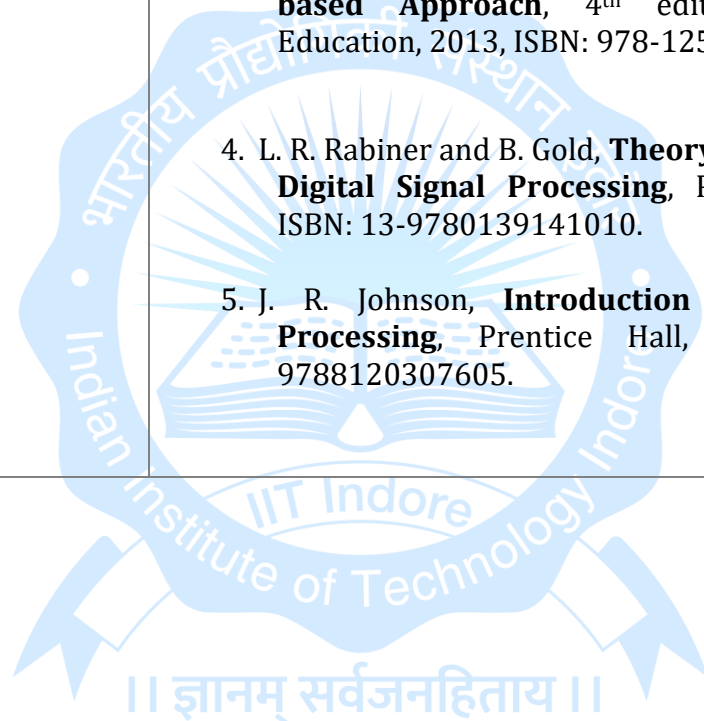 based Approach, 4th edit
Education, 2013, ISBN: 978-125
4. L. R. Rabiner and B. Gold, Theory
Digital Signal Processing, P
ISBN: 13-9780139141010.
5. J. R. Johnson, Introduction
Processing, Prentice Hall,
9788120307605.
भारतीय प्रौद्योगिकी संस्थान
Indian Institute of Technology Indore
IIT Indore
।। ज्ञानम् सर्वजनहिताय ।।